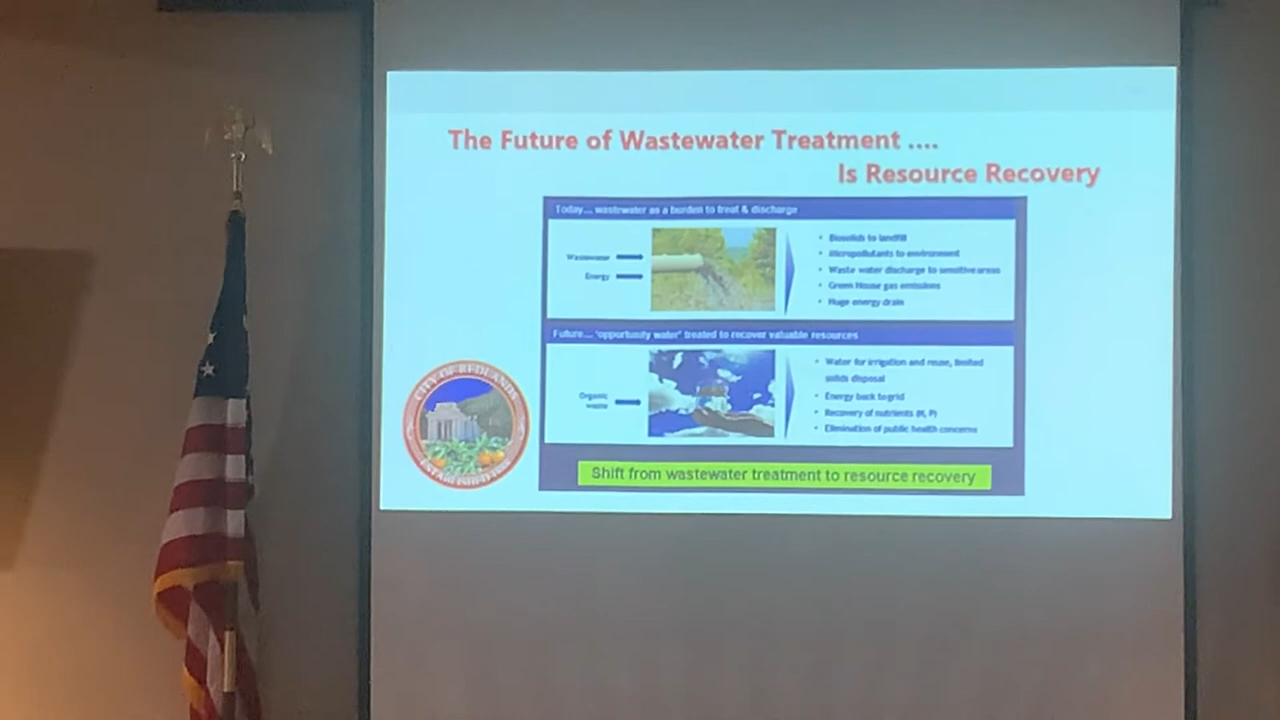 The Future of Wastewater Treatment ....
Is Resource Recovery
Today... wastewater as a burden to treat & discharge
Wastewater
Energy
• Biosolids to landfill
• Micropollutants to environment
• Waste water discharge to sensitive areas
• Green House gas emissions
• Huge energy drain
Future... "opportunity water" treated to recover valuable resources
Organic
waste
• Water for irrigation and reuse, limited
solids disposal
• Energy back to grid
• Recovery of nutrients (N, P)
• Elimination of public health concerns
Shift from wastewater treatment to resource recovery
CITY OF REDLANDS
ESTABLISHED